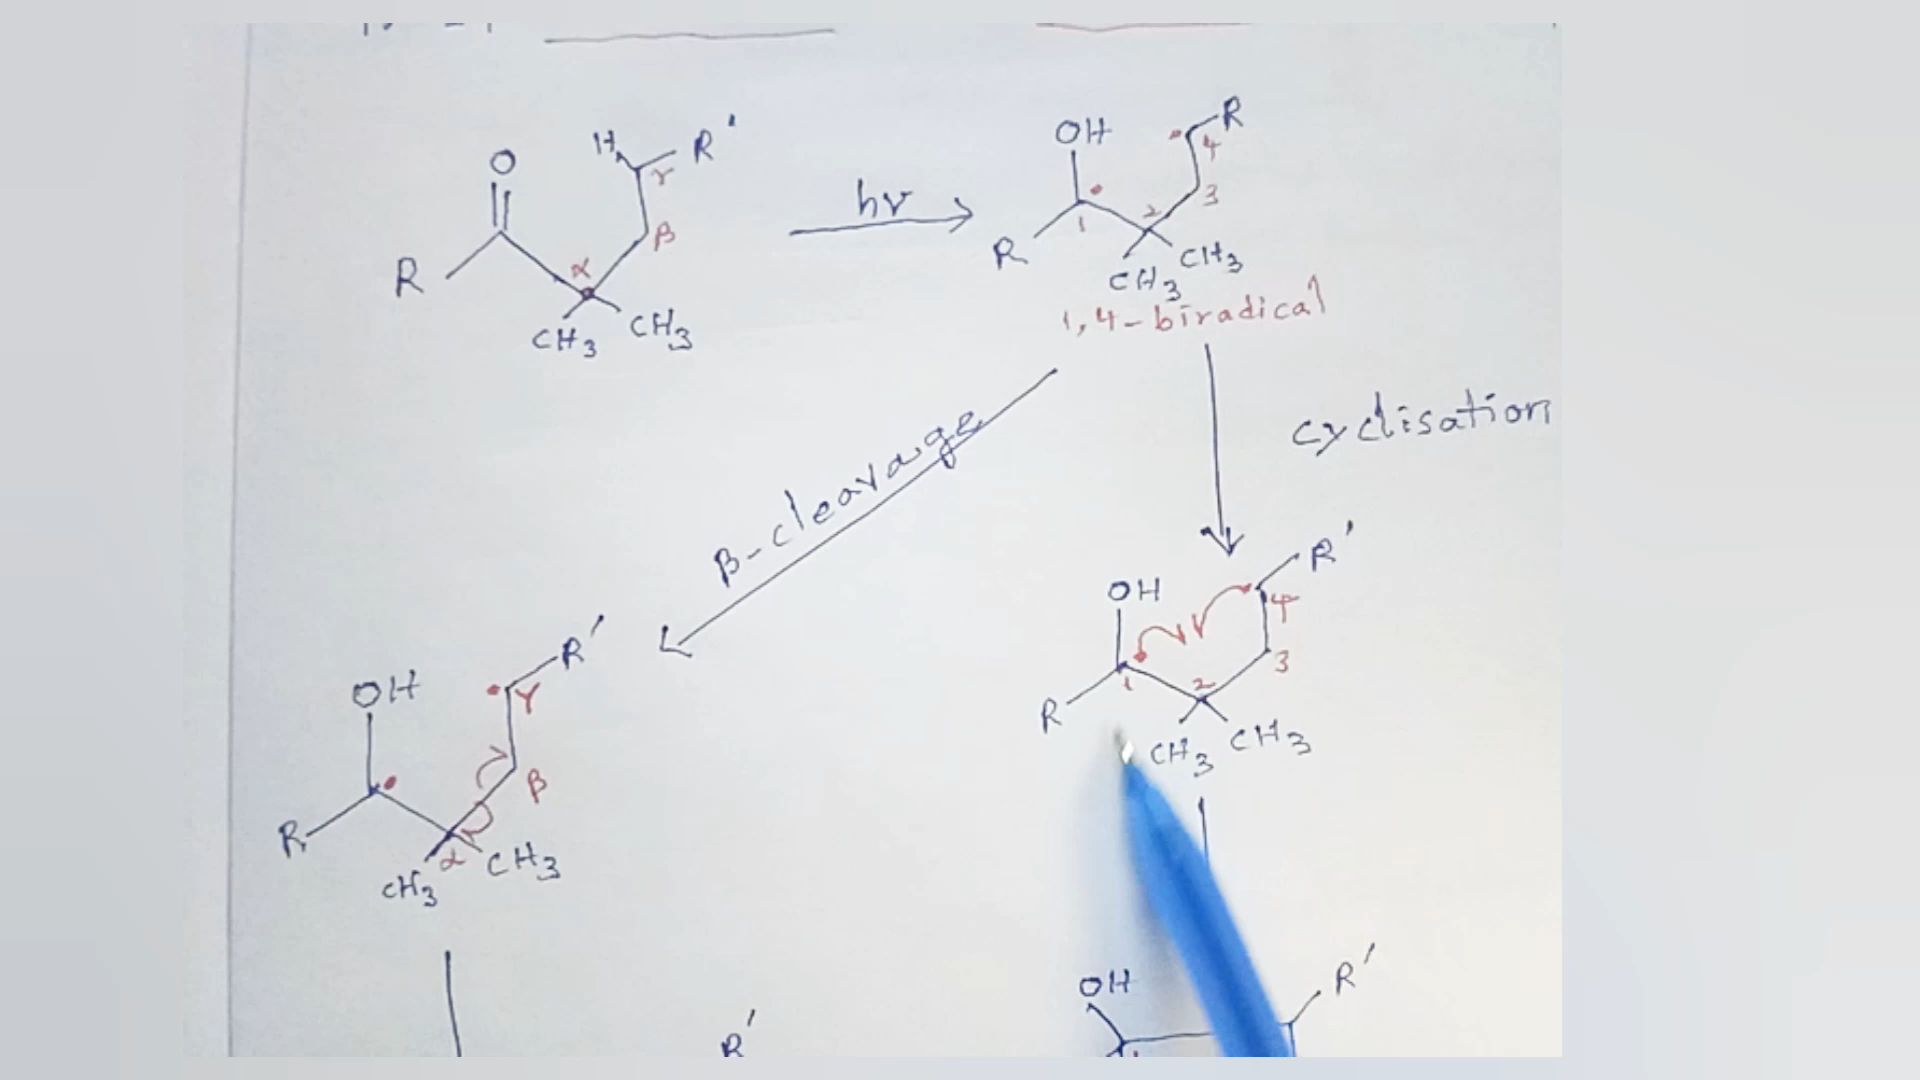 O
H
R'
γ
β
R
α
CH3
CH3
hν
OH
R
4
3
2
1
R
CH3
CH3
1,4-biradical
β-cleavarge
cyclisation
OH
R'
γ
β
R
α
CH3
CH3
OH
R'
4
3
2
1
R
CH3
CH3
OH
R'
R'